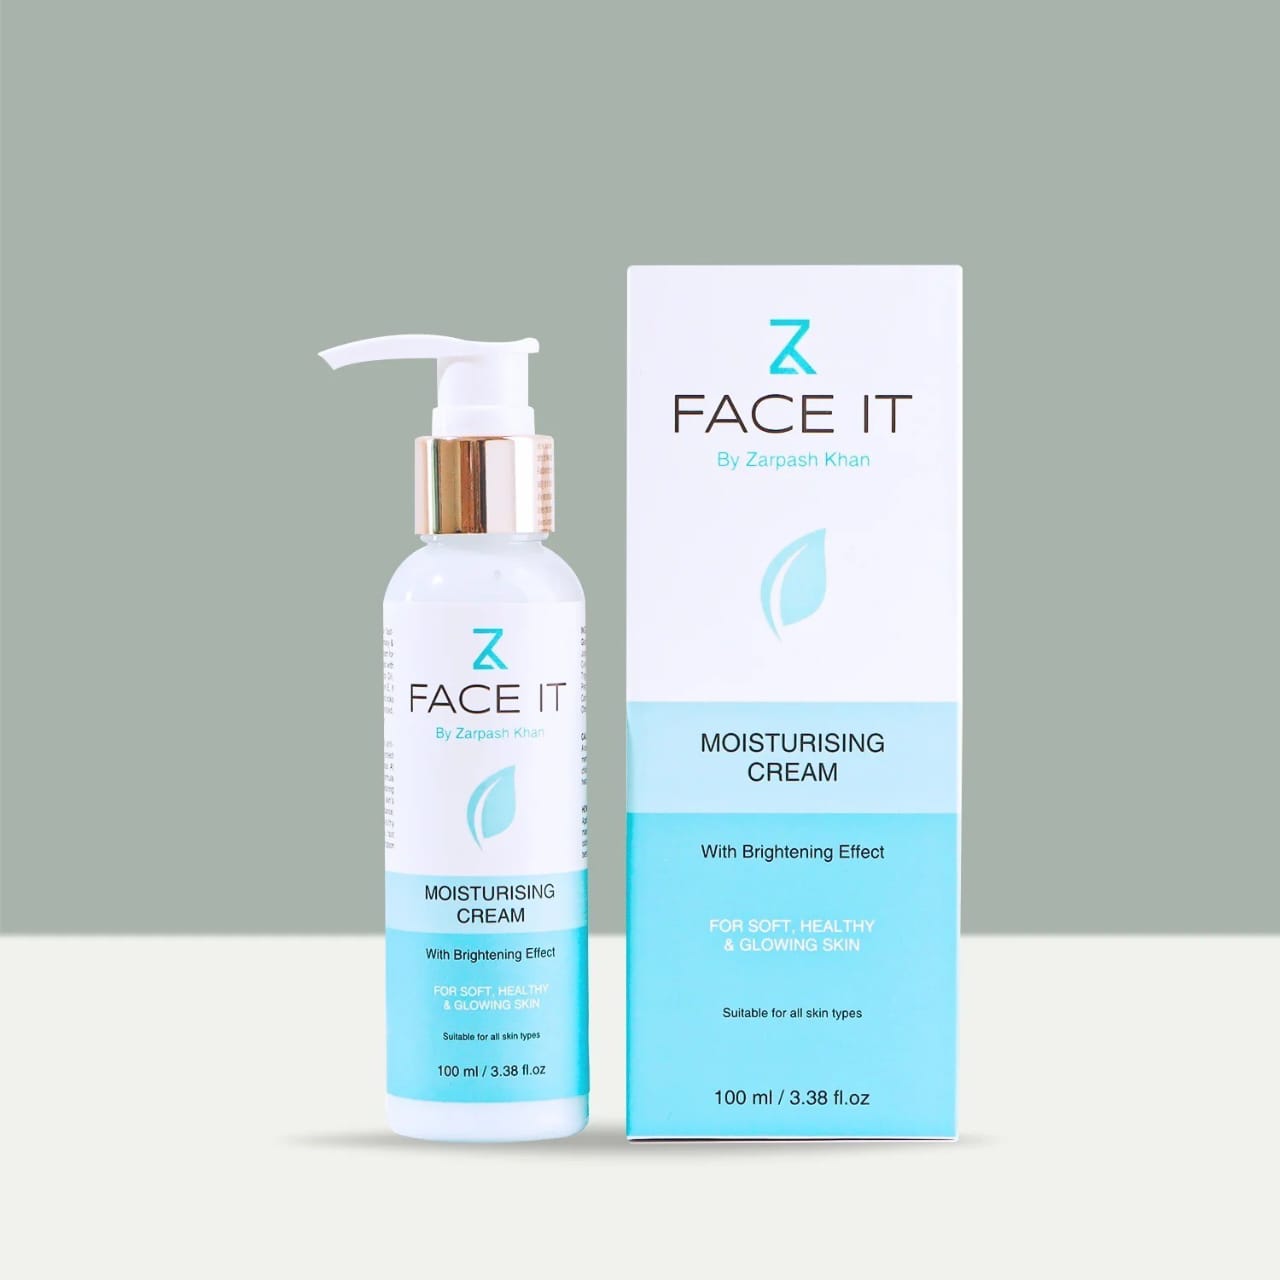 FACE IT
By Zarpash Khan
MOISTURISING
CREAM
With Brightening Effect
FOR SOFT, HEALTHY
& GLOWING SKIN
Suitable for all skin types
100 ml / 3.38 fl.oz
ZK
FACE IT
By Zarpash Khan
MOISTURISING
CREAM
With Brightening Effect
FOR SOFT, HEALTHY
& GLOWING SKIN
Suitable for all skin types
100 ml / 3.38 fl.oz